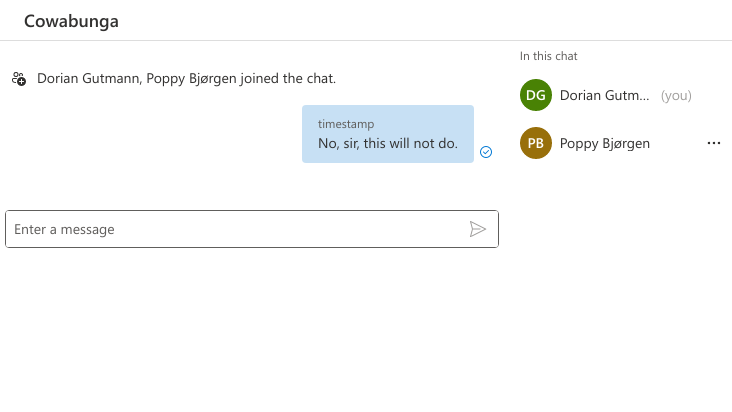 Cowabunga
In this chat
Dorian Gutmann, Poppy Bjørgen joined the chat.
timestamp
No, sir, this will not do.
DG Dorian Gutm... (you)
PB Poppy Bjørgen
Enter a message